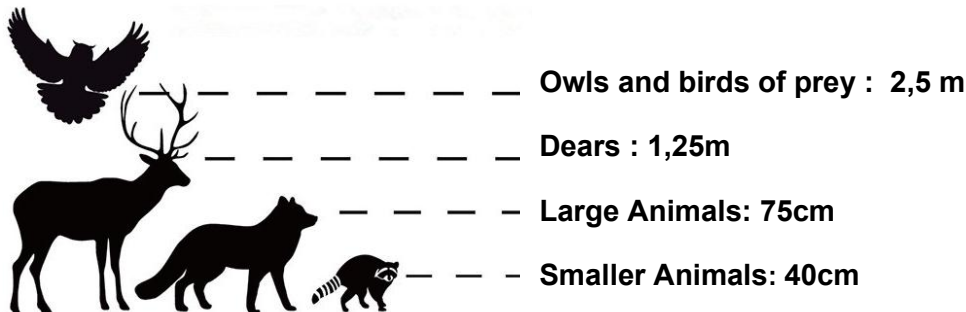 Owls and birds of prey : 2,5 m
Dears : 1,25m
Large Animals: 75cm
Smaller Animals: 40cm